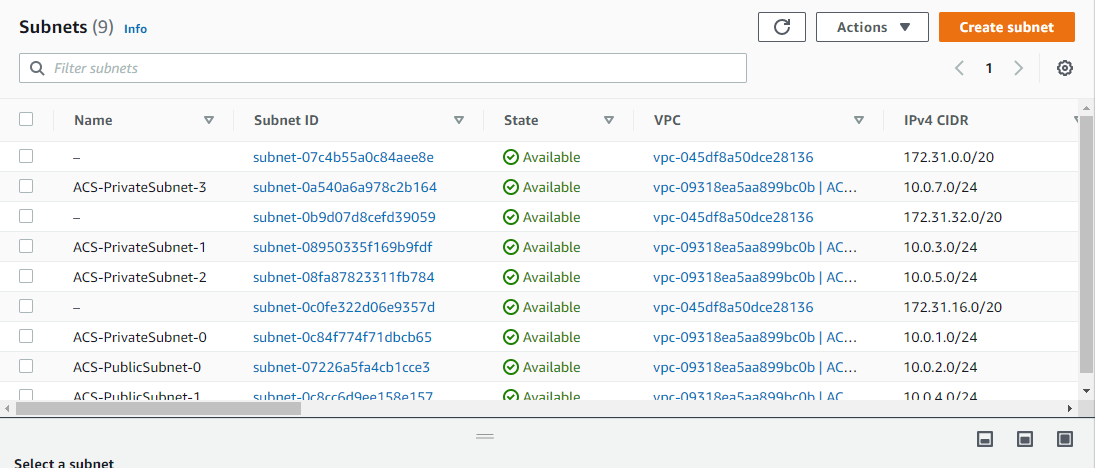 Subnets (9) Info Actions Create subnet
Filter subnets 1
Name Subnet ID State VPC IPv4 CIDR
– subnet-07c4b55a0c84aee8e Available vpc-045df8a50dce28136 172.31.0.0/20
ACS-PrivateSubnet-3 subnet-0a540a6a978c2b164 Available vpc-09318ea5aa899bc0b | AC... 10.0.7.0/24
– subnet-0b9d07d8cefd39059 Available vpc-045df8a50dce28136 172.31.32.0/20
ACS-PrivateSubnet-1 subnet-08950335f169b9fdf Available vpc-09318ea5aa899bc0b | AC... 10.0.3.0/24
ACS-PrivateSubnet-2 subnet-08fa87823311fb784 Available vpc-09318ea5aa899bc0b | AC... 10.0.5.0/24
– subnet-0c0fe322d06e9357d Available vpc-045df8a50dce28136 172.31.16.0/20
ACS-PrivateSubnet-0 subnet-0c84f774f71dbcb65 Available vpc-09318ea5aa899bc0b | AC... 10.0.1.0/24
ACS-PublicSubnet-0 subnet-07226a5fa4cb1cce3 Available vpc-09318ea5aa899bc0b | AC... 10.0.2.0/24
ACS-PublicSubnet-1 subnet-0c8cc6d9ee158e157 Available vpc-09318ea5aa899bc0b | AC... 10.0.4.0/24
Select a subnet